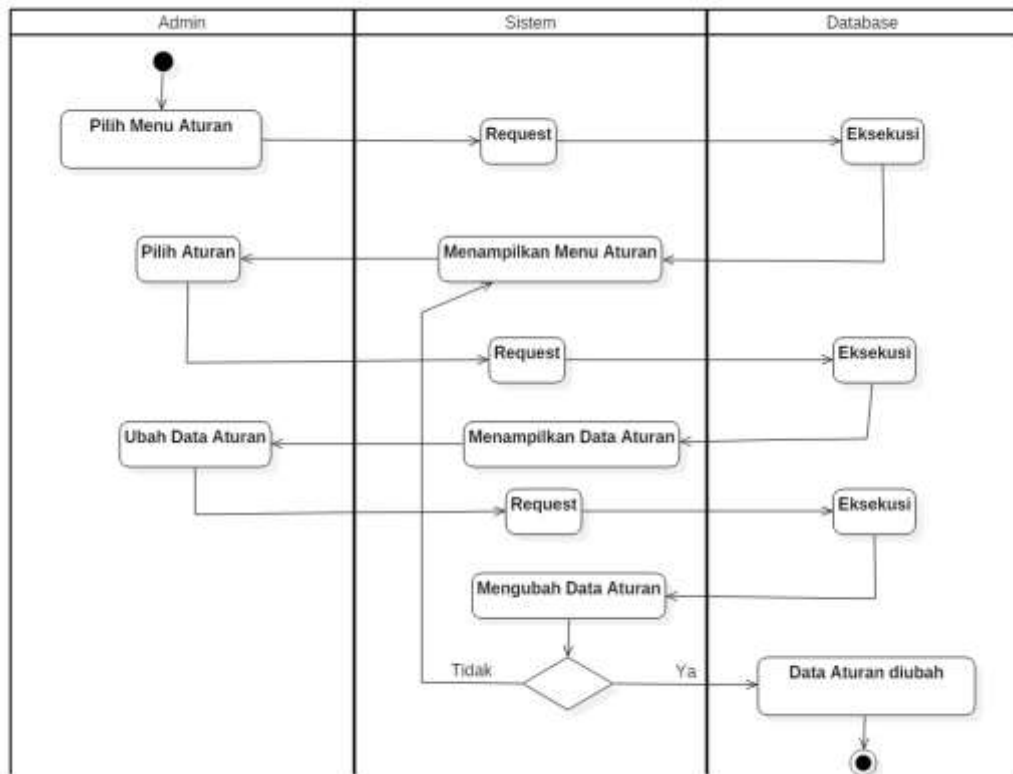 Admin
Sistem
Database
Pilih Menu Aturan
Request
Eksekusi
Pilih Aturan
Menampilkan Menu Aturan
Request
Eksekusi
Ubah Data Aturan
Menampilkan Data Aturan
Request
Eksekusi
Mengubah Data Aturan
Tidak
Ya
Data Aturan diubah